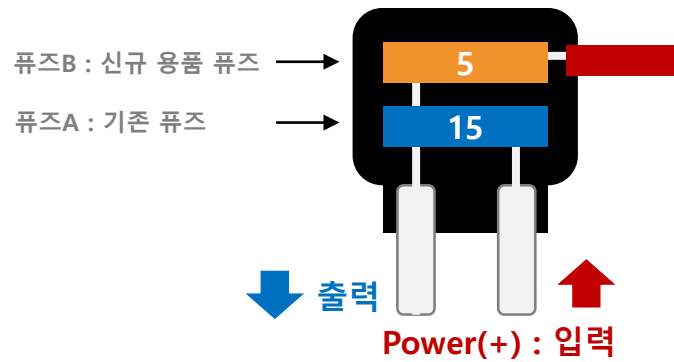 퓨즈B : 신규 용품 퓨즈
5
퓨즈A : 기존 퓨즈
15
출력
Power(+) : 입력